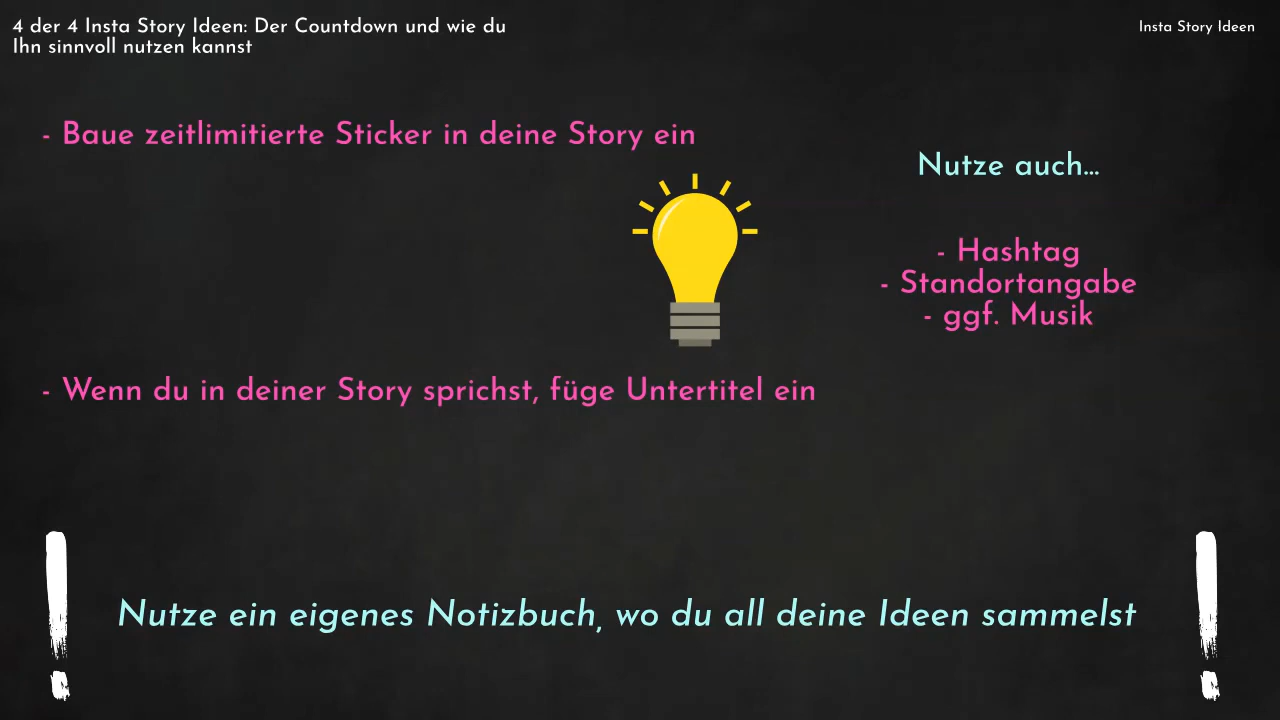 4 der 4 Insta Story Ideen: Der Countdown und wie du
Ihn sinnvoll nutzen kannst
Insta Story Ideen
- Baue zeitlimitierte Sticker in deine Story ein
Nutze auch...
- Hashtag
- Standortangabe
- ggf. Musik
- Wenn du in deiner Story sprichst, füge Untertitel ein
! Nutze ein eigenes Notizbuch, wo du all deine Ideen sammelst !